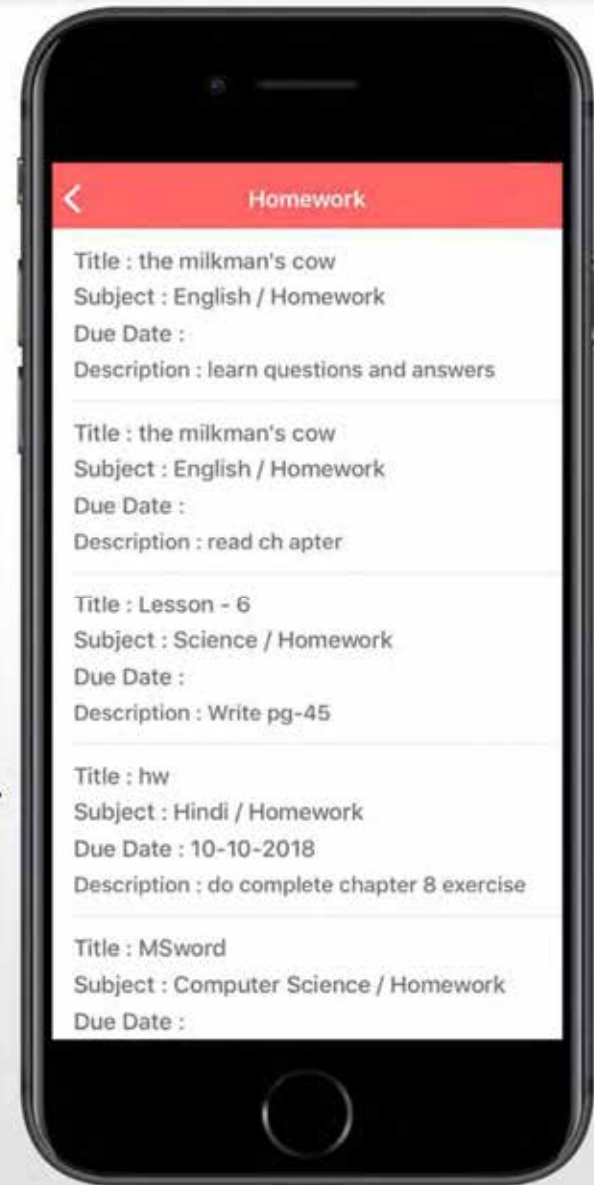 Homework
Title : the milkman's cow
Subject : English / Homework
Due Date :
Description : learn questions and answers
Title : the milkman's cow
Subject : English / Homework
Due Date :
Description : read ch apter
Title : Lesson - 6
Subject : Science / Homework
Due Date :
Description : Write pg-45
Title : hw
Subject : Hindi / Homework
Due Date : 10-10-2018
Description : do complete chapter 8 exercise
Title : MSword
Subject : Computer Science / Homework
Due Date :